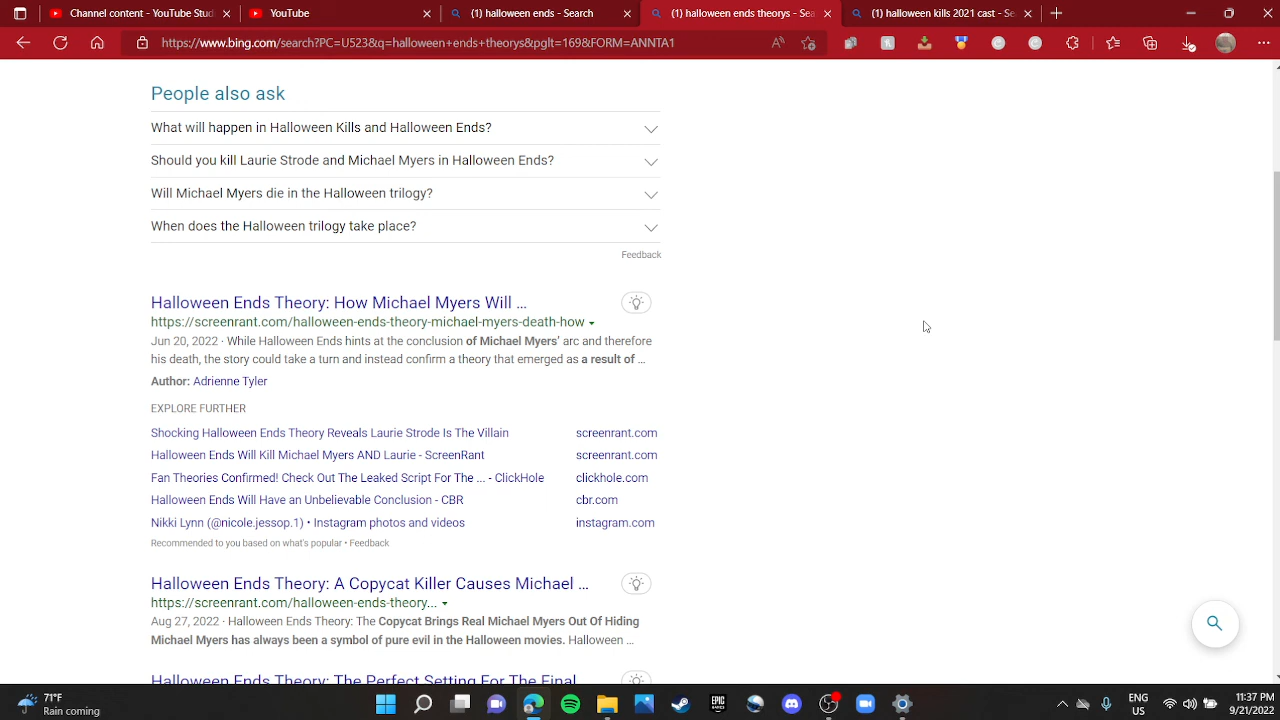 Channel content - YouTube Stud
YouTube
(1) halloween ends - Search
(1) halloween ends theorys - Sea
(1) halloween kills 2021 cast - Se
https://www.bing.com/search?PC=U523&q=halloween+ends+theorys&pglt=169&FORM=ANNTA1
People also ask
What will happen in Halloween Kills and Halloween Ends?
Should you kill Laurie Strode and Michael Myers in Halloween Ends?
Will Michael Myers die in the Halloween trilogy?
When does the Halloween trilogy take place?
Feedback
Halloween Ends Theory: How Michael Myers Will ...
https://screenrant.com/halloween-ends-theory-michael-myers-death-how
Jun 20, 2022 · While Halloween Ends hints at the conclusion of Michael Myers' arc and therefore
his death, the story could take a turn and instead confirm a theory that emerged as a result of ...
Author: Adrienne Tyler
EXPLORE FURTHER
Shocking Halloween Ends Theory Reveals Laurie Strode Is The Villain screenrant.com
Halloween Ends Will Kill Michael Myers AND Laurie - ScreenRant screenrant.com
Fan Theories Confirmed! Check Out The Leaked Script For The ... - ClickHole clickhole.com
Halloween Ends Will Have an Unbelievable Conclusion - CBR cbr.com
Nikki Lynn (@nicole.jessop.1) • Instagram photos and videos instagram.com
Recommended to you based on what's popular • Feedback
Halloween Ends Theory: A Copycat Killer Causes Michael ...
https://screenrant.com/halloween-ends-theory...
Aug 27, 2022 · Halloween Ends Theory: The Copycat Brings Real Michael Myers Out Of Hiding
Michael Myers has always been a symbol of pure evil in the Halloween movies. Halloween ...
Halloween Ends Theory: The Perfect Setting For The Final
71°F
Rain coming
EPIC GAMES
ENG
US
11:37 PM
9/21/2022